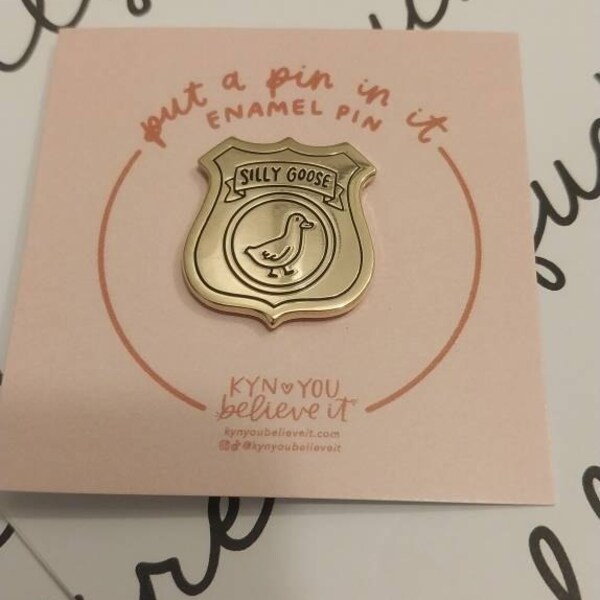 put a pin in it
ENAMEL PIN
SILLY GOOSE
KYN♥YOU
believe it
kynyoubelieveit.com
@kynyoubelieveit